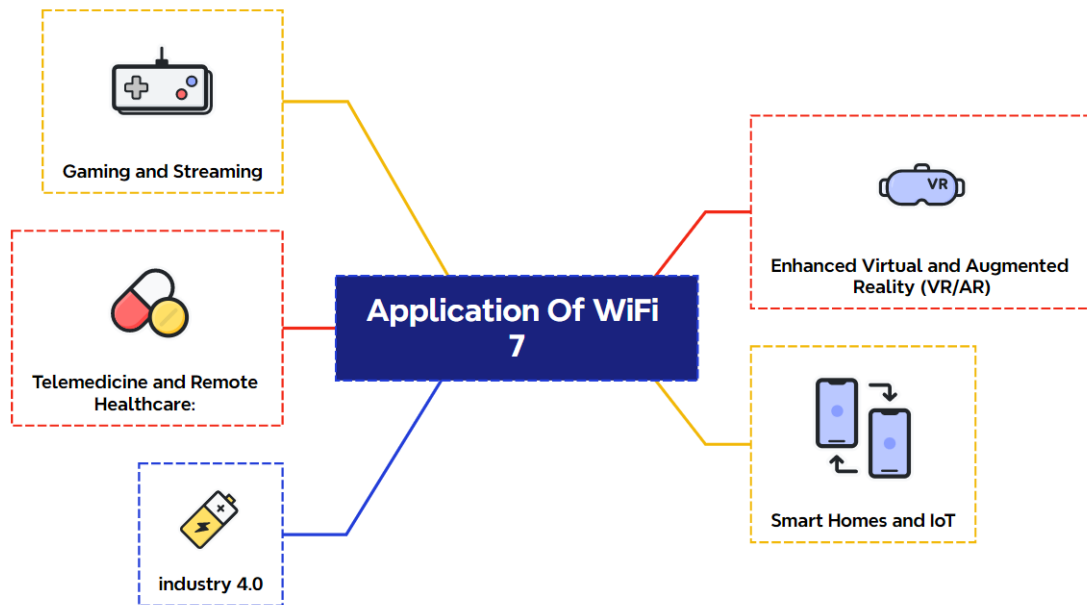 Gaming and Streaming
VR
Enhanced Virtual and Augmented
Reality (VR/AR)
Application Of WiFi
7
Telemedicine and Remote
Healthcare:
Smart Homes and IoT
industry 4.0